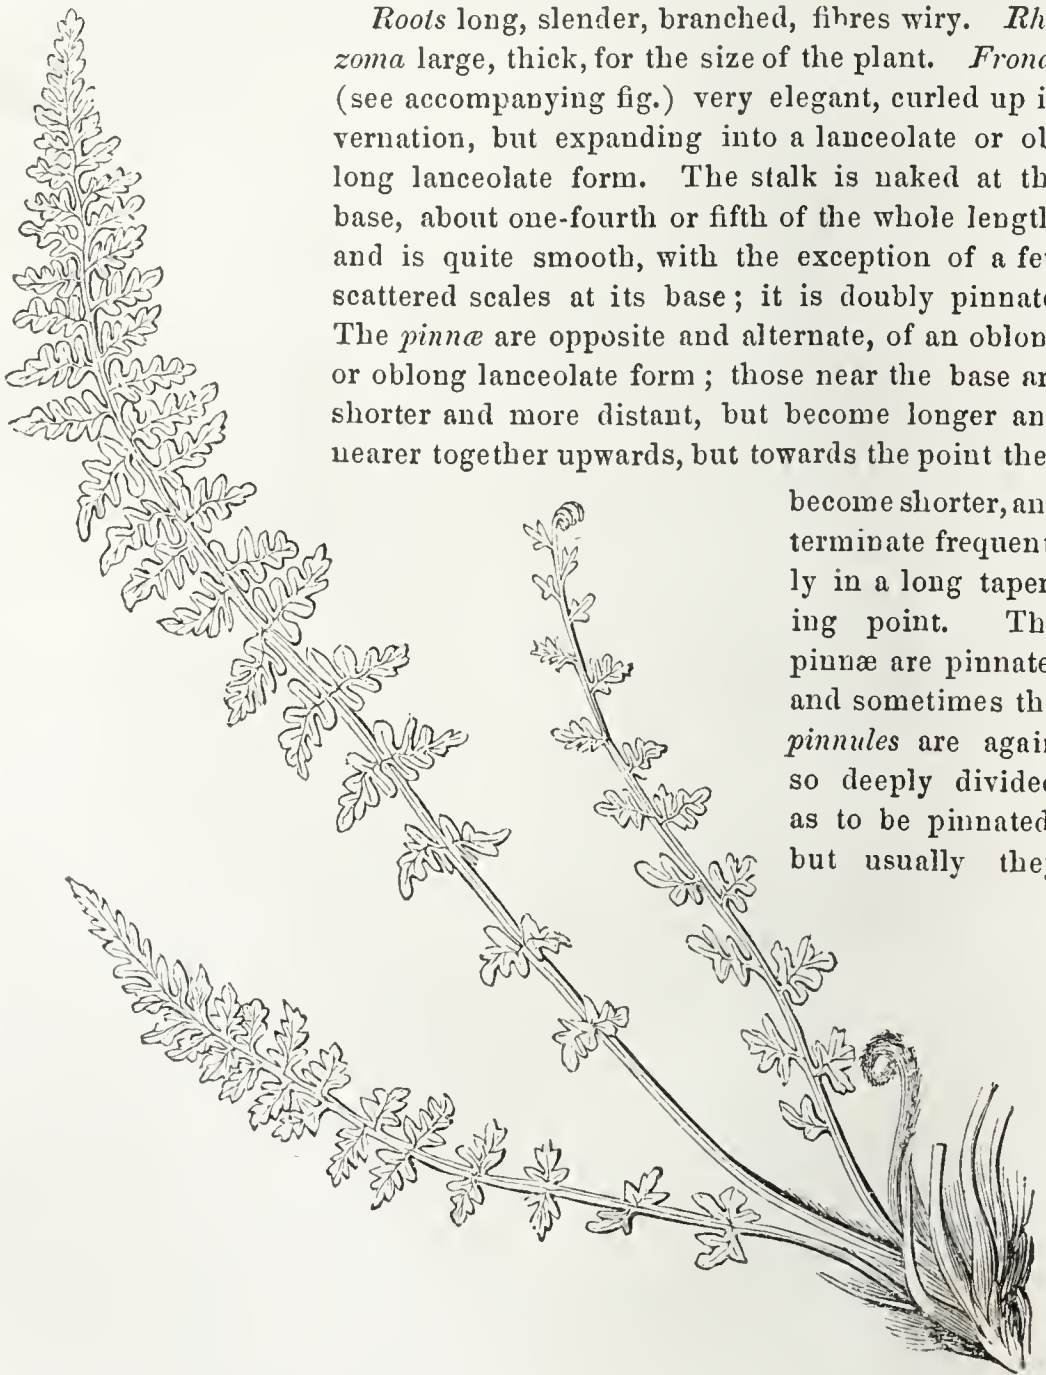 Roots long, slender, branched, fibres wiry. Rh
zoma large, thick, for the size of the plant. Frond
(see accompanying fig.) very elegant, curled up i
vernation, but expanding into a lanceolate or ob
long lanceolate form. The stalk is naked at th
base, about one-fourth or fifth of the whole length
and is quite smooth, with the exception of a fe
scattered scales at its base; it is doubly pinnate
The pinnæ are opposite and alternate, of an oblon
or oblong lanceolate form; those near the base ar
shorter and more distant, but become longer an
nearer together upwards, but towards the point the
become shorter, an
terminate frequent
ly in a long taper
ing point. Th
pinnæ are pinnate
and sometimes th
pinnules are again
so deeply divided
as to be pinnated
but usually they